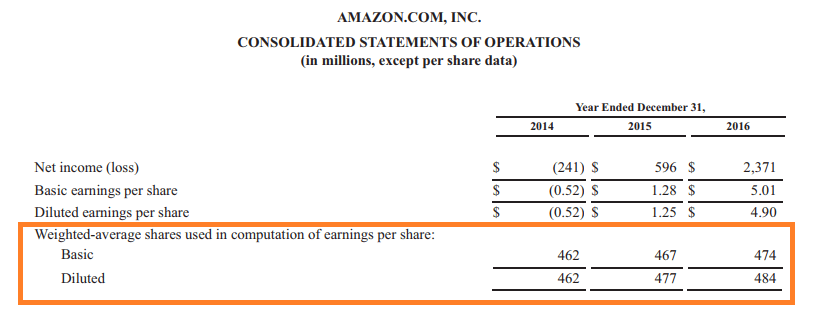 AMAZON.COM, INC.
CONSOLIDATED STATEMENTS OF OPERATIONS
(in millions, except per share data)
Year Ended December 31,
2014 2015 2016
Net income (loss) $ (241) $ 596 $ 2,371
Basic earnings per share $ (0.52) $ 1.28 $ 5.01
Diluted earnings per share $ (0.52) $ 1.25 $ 4.90
Weighted-average shares used in computation of earnings per share:
Basic 462 467 474
Diluted 462 477 484